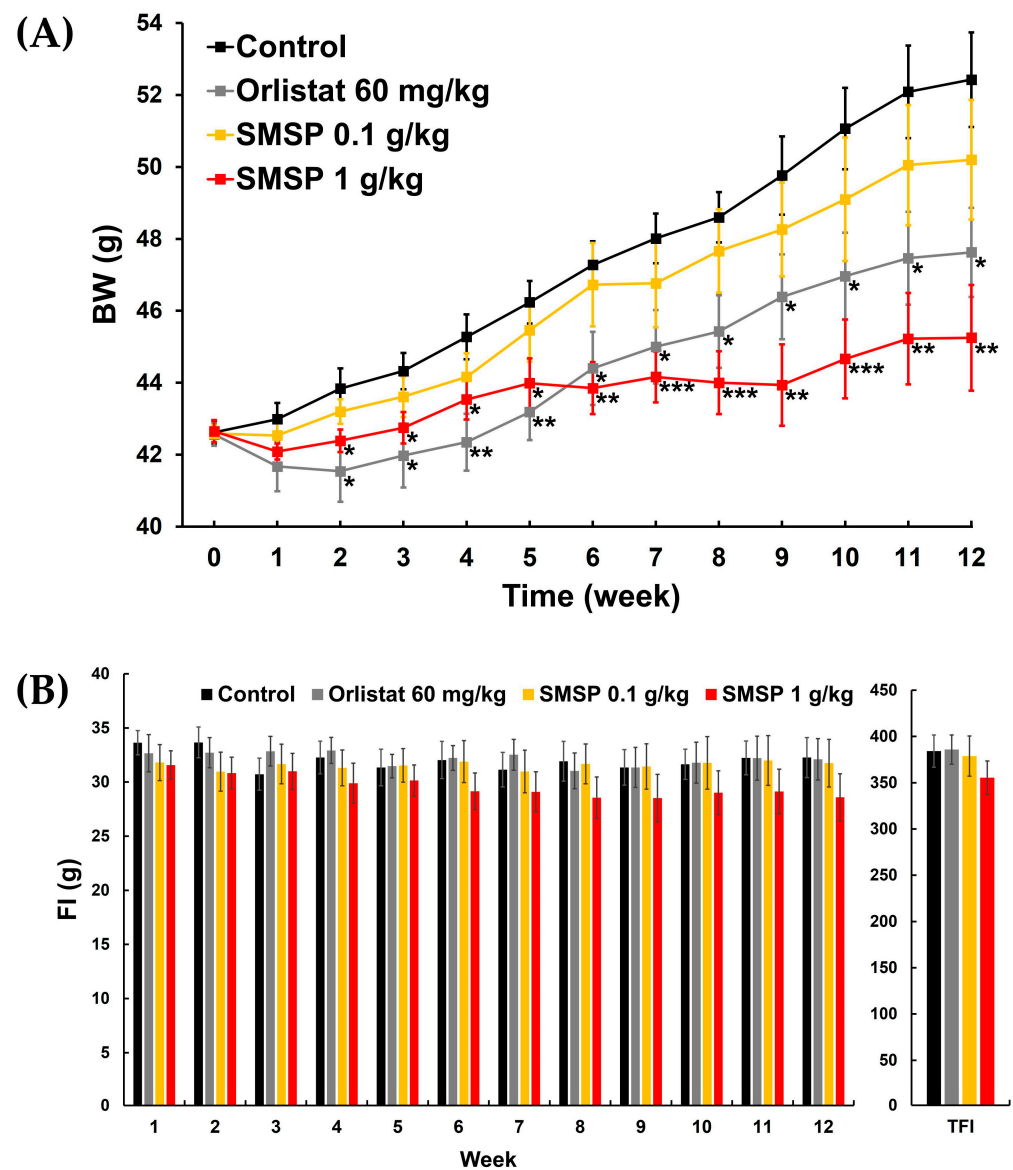 (A)
Control
Orlistat 60 mg/kg
SMSP 0.1 g/kg
SMSP 1 g/kg
BW (g)
54
52
50
48
46
44
42
40
* * * * * *
* * ** * * ** *** *** ** *** ** **
* * ** **
0 1 2 3 4 5 6 7 8 9 10 11 12
Time (week)
(B)
Control Orlistat 60 mg/kg SMSP 0.1 g/kg SMSP 1 g/kg
FI (g)
40
35
30
25
20
15
10
5
0
1 2 3 4 5 6 7 8 9 10 11 12
Week
450
400
350
300
250
200
150
100
50
0
TFI